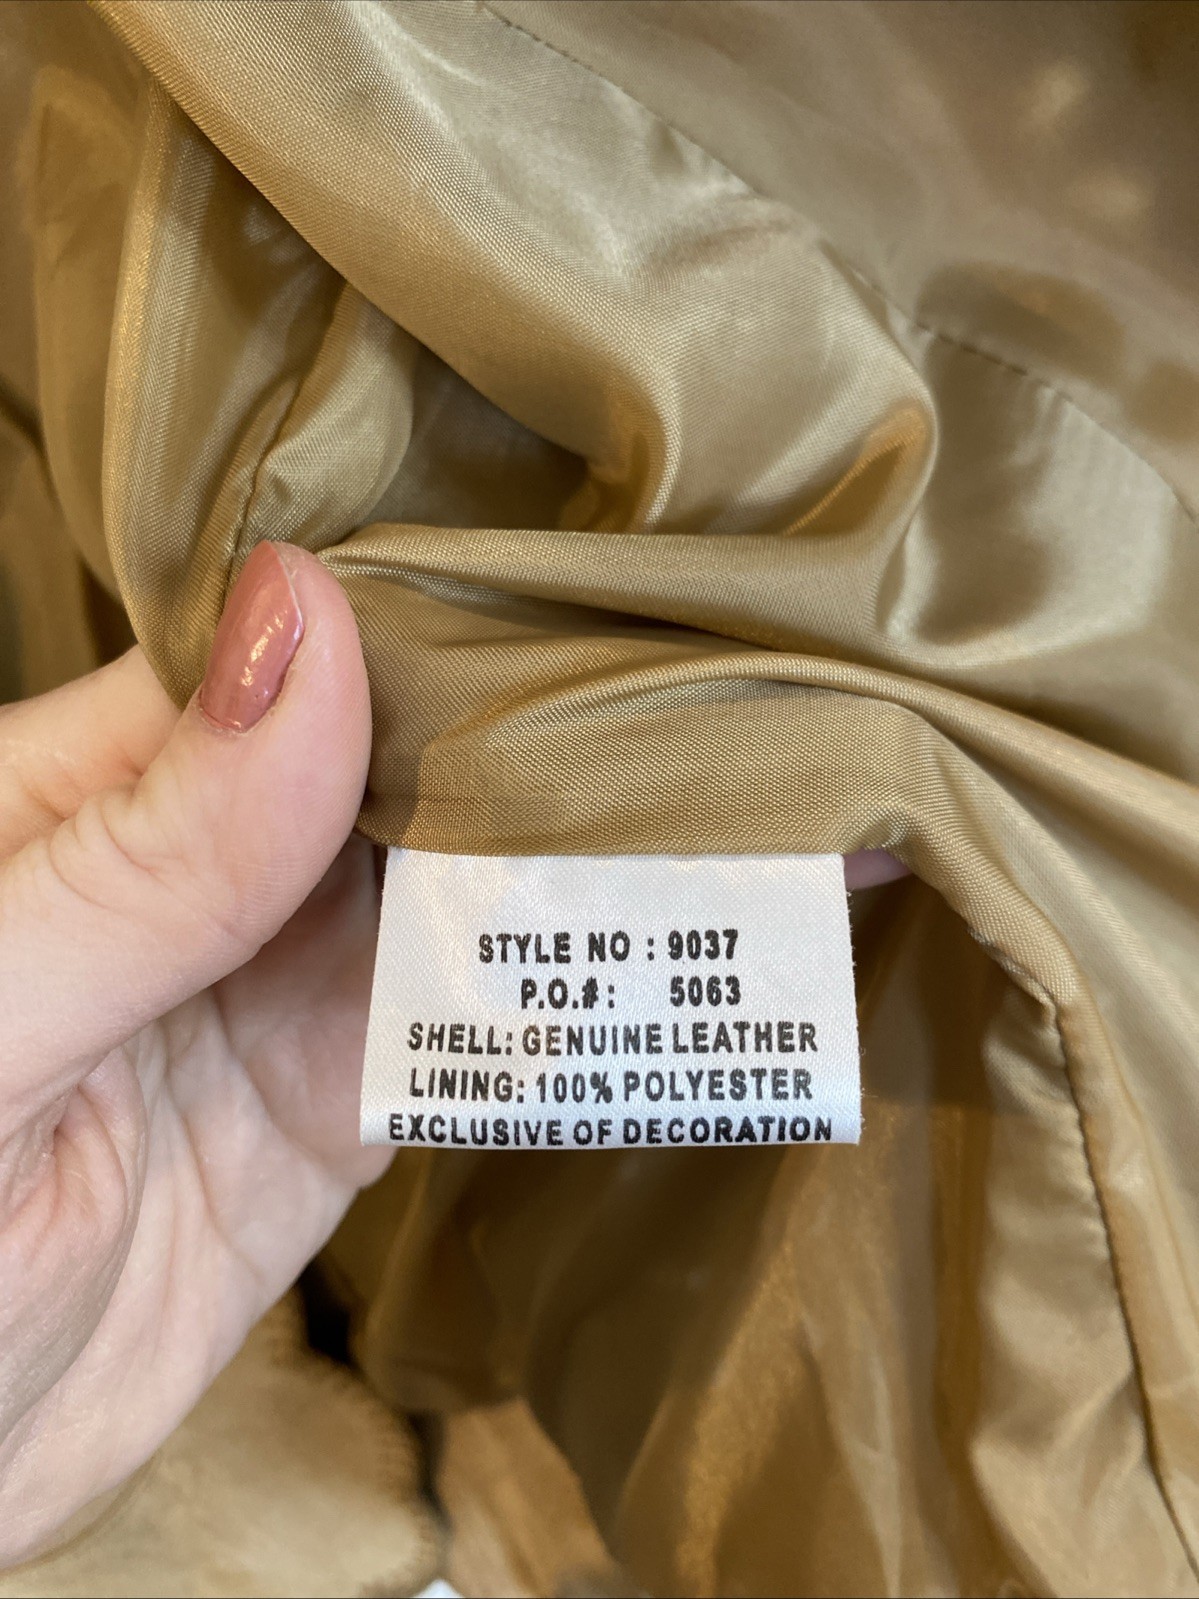 STYLE NO : 9037
P.O.#: 5063
SHELL: GENUINE LEATHER
LINING: 100% POLYESTER
EXCLUSIVE OF DECORATION